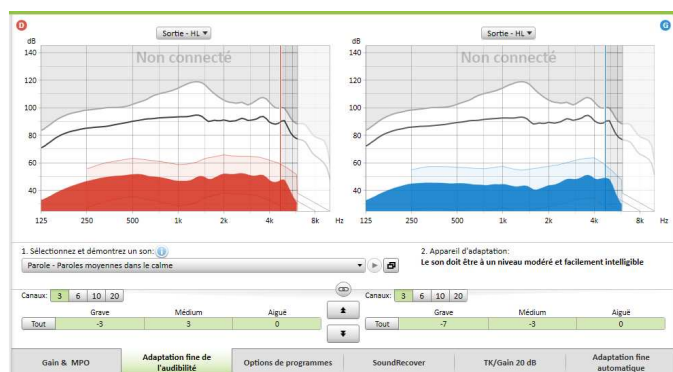 D Sortie - HL Sortie - HL G
dB dB
Non connecté Non connecté
140 140
120 120
100 100
80 80
60 60
40 40
125 250 500 1k 2k 4k 8k Hz 125 250 500 1k 2k 4k 8k Hz
1. Sélectionnez et démontrez un son: 2. Appareil d'adaptation:
Parole - Paroles moyennes dans le calme Le son doit être à un niveau modéré et facilement intelligible
Canaux: 3 6 10 20 Canaux: 3 6 10 20
Grave Médium Aiguë Grave Médium Aiguë
Tout -3 3 0 Tout -7 -3 0
Gain & MPO Adaptation fine de l'audibilité Options de programmes SoundRecover TK/Gain 20 dB Adaptation fine automatique